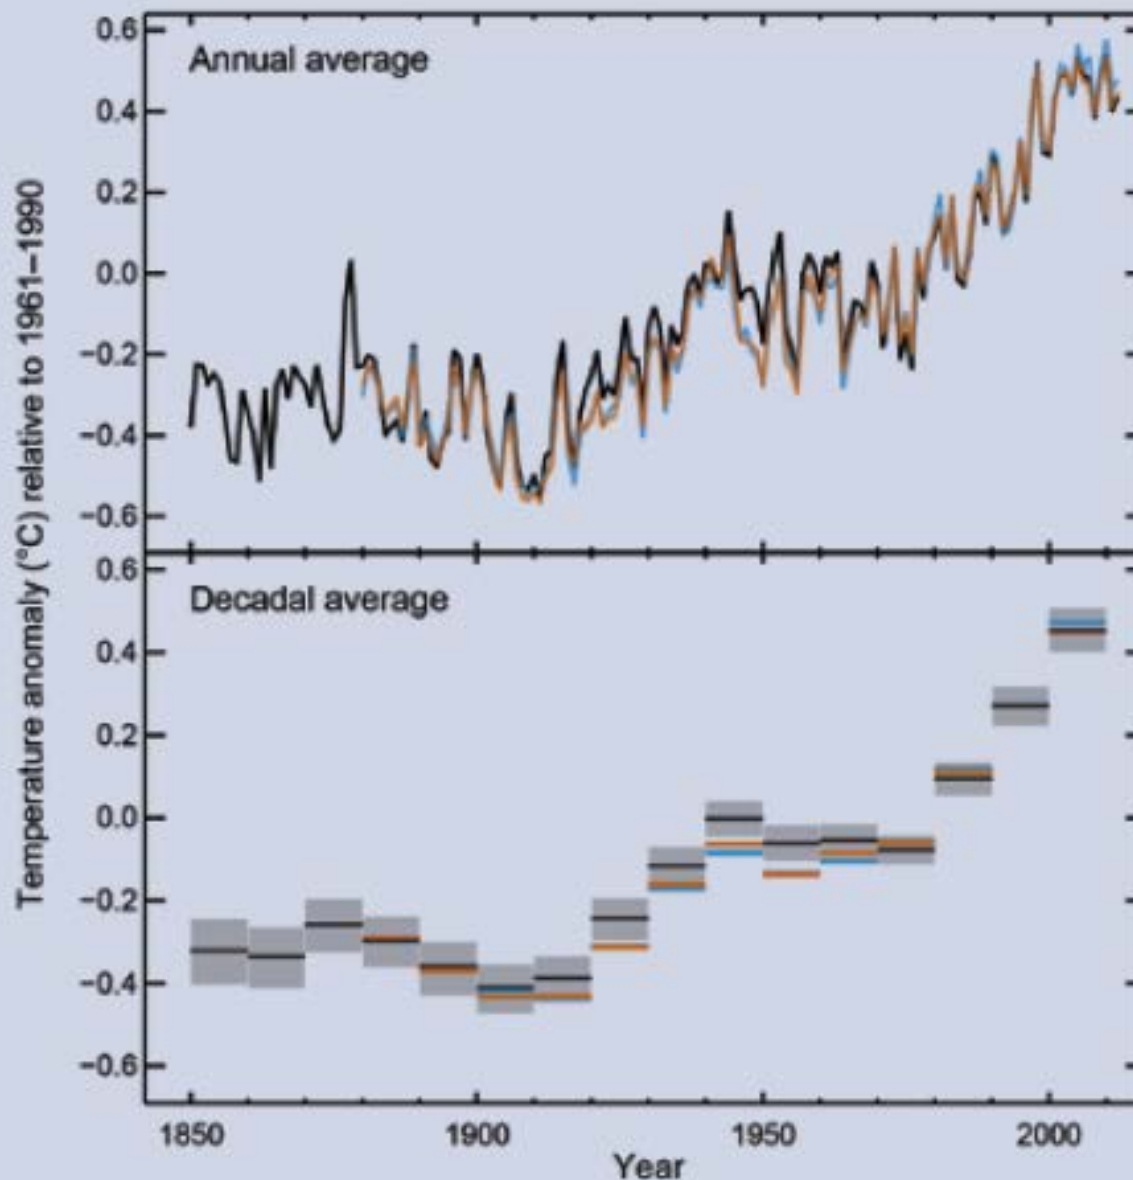 Temperature anomaly (°C) relative to 1961–1990
Annual average
0.6
0.4
0.2
0.0
−0.2
−0.4
−0.6
Decadal average
0.6
0.4
0.2
0.0
−0.2
−0.4
−0.6
1850 1900 1950 2000
Year